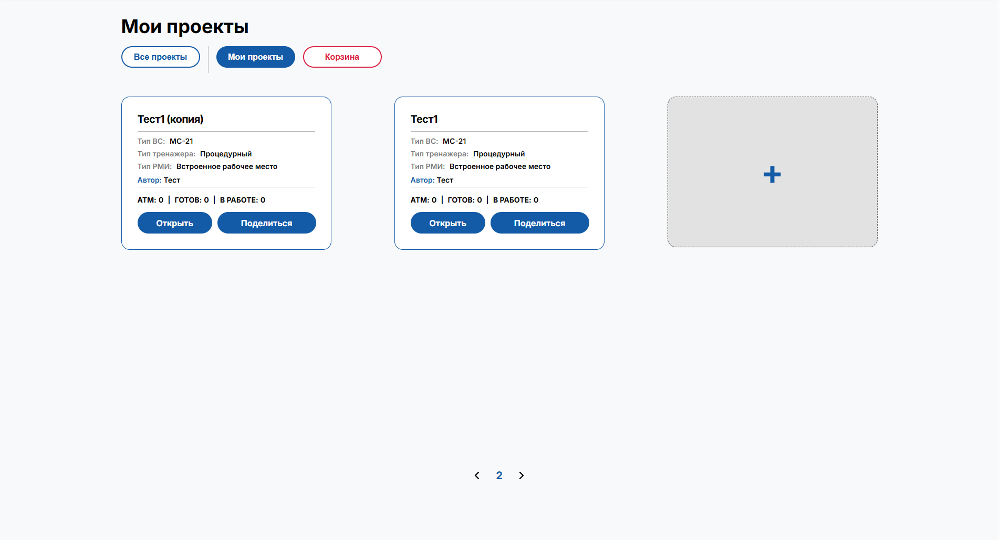 Мои проекты
Все проекты
Мои проекты
Корзина
Тест1 (копия)
Тип ВС: МС-21
Тип тренажера: Процедурный
Тип РМИ: Встроенное рабочее место
Автор: Тест
АТМ: 0 | ГОТОВ: 0 | В РАБОТЕ: 0
Открыть
Поделиться
Тест1
Тип ВС: МС-21
Тип тренажера: Процедурный
Тип РМИ: Встроенное рабочее место
Автор: Тест
АТМ: 0 | ГОТОВ: 0 | В РАБОТЕ: 0
Открыть
Поделиться
+
2